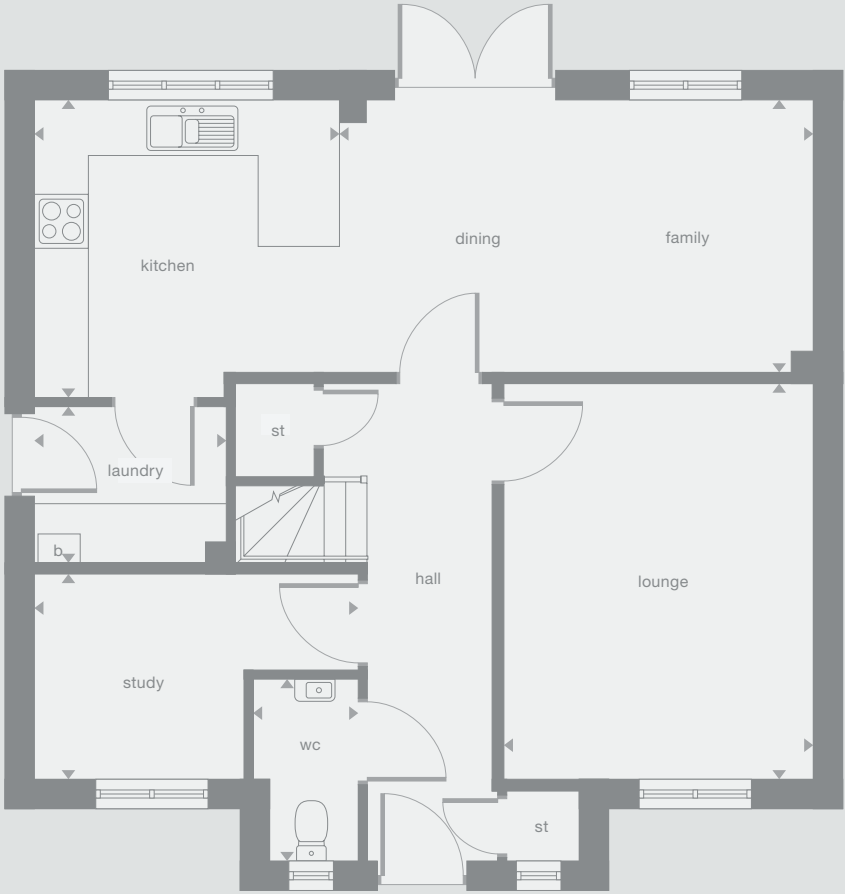 dining
family
kitchen
st
laundry
b
hall
lounge
study
wc
st